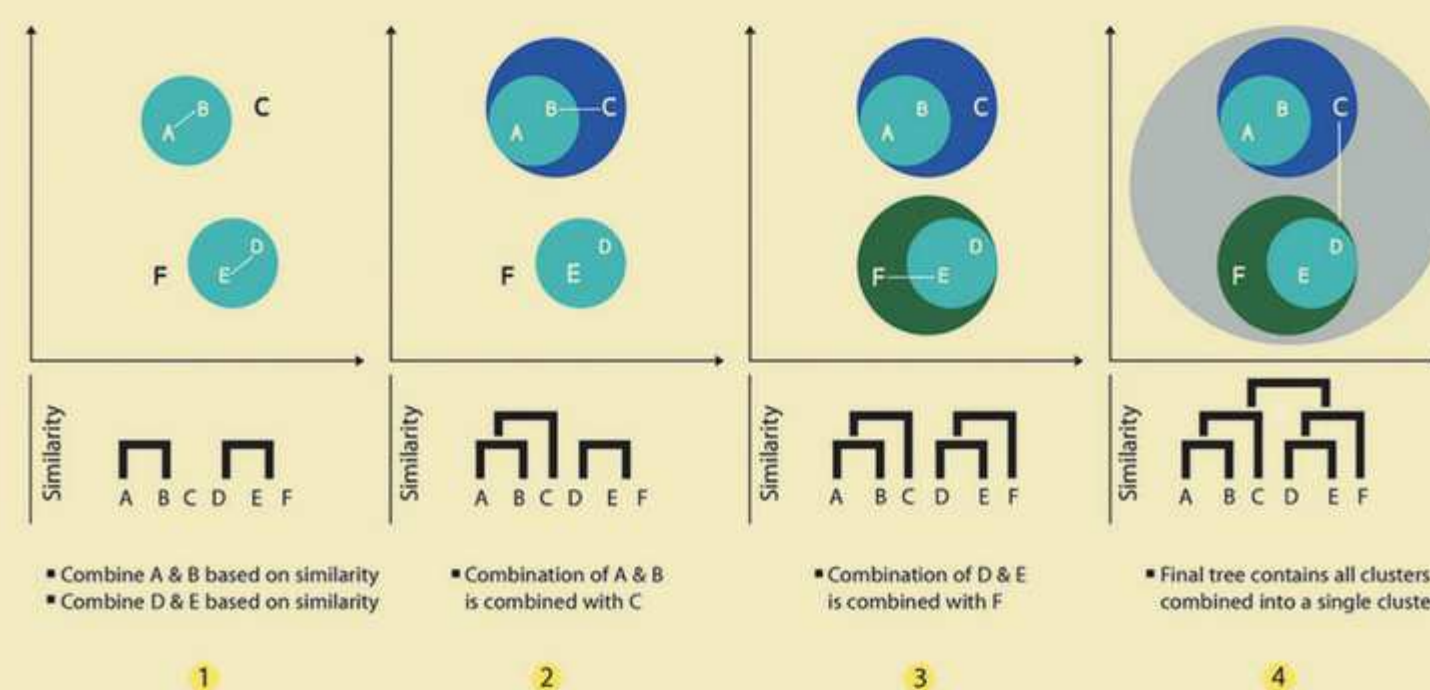 B
A
C
D
E
F
B
C
A
D
E
F
B
C
A
D
F
E
B
C
A
D
F
E
Similarity
A B C D E F
Similarity
A B C D E F
Similarity
A B C D E F
Similarity
A B C D E F
▪ Combine A & B based on similarity
▪ Combine D & E based on similarity
▪ Combination of A & B
is combined with C
▪ Combination of D & E
is combined with F
▪ Final tree contains all clusters
combined into a single cluste
1
2
3
4